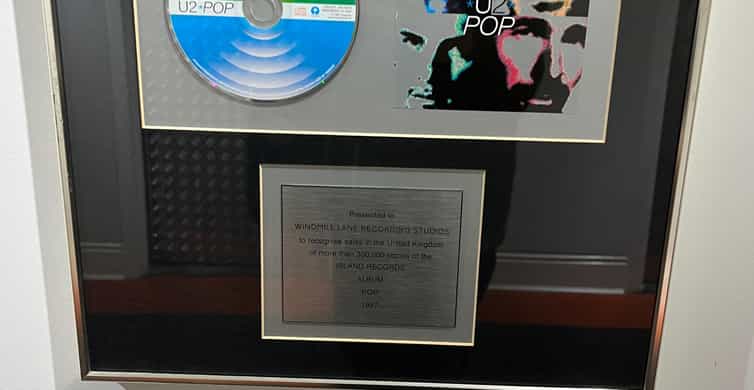 U2*POP
*U2*
POP
Presented to
WINDMILL LANE RECORDING STUDIOS
to recognise sales in the United Kingdom
of more than 300,000 copies of the
ISLAND RECORDS
ALBUM
"POP"
1997